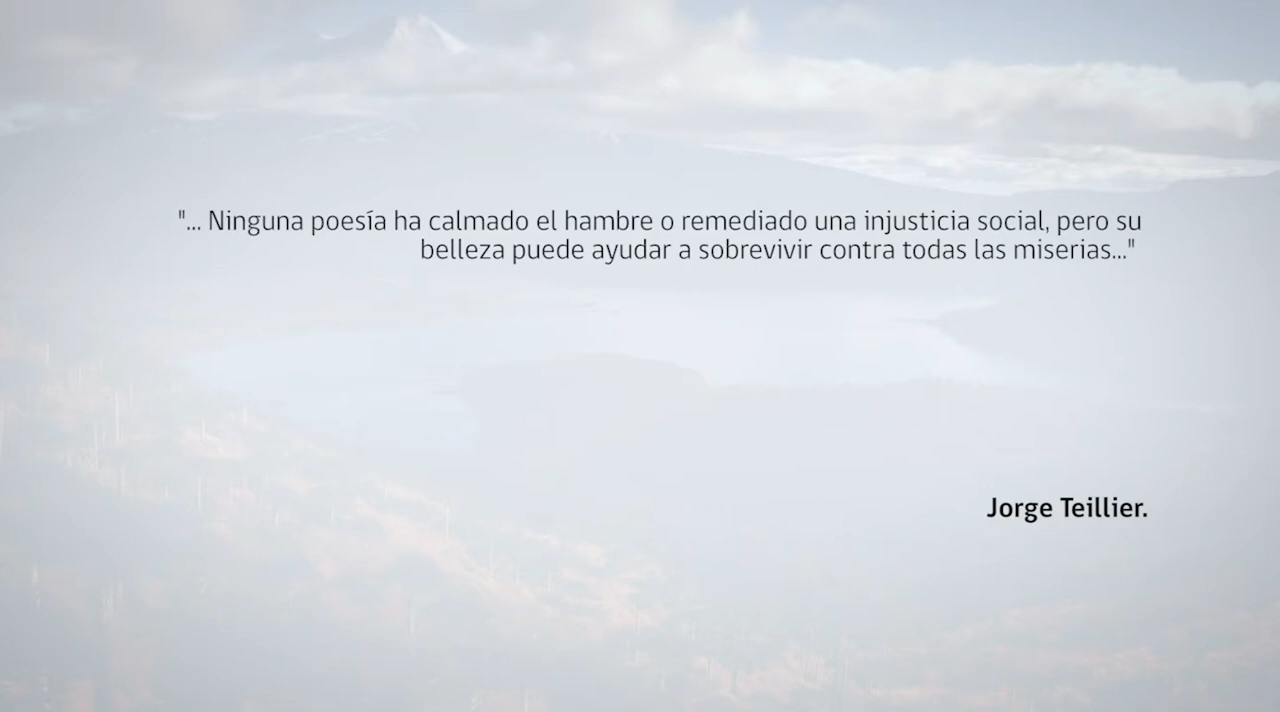 "... Ninguna poesía ha calmado el hambre o remediado una injusticia social, pero su
belleza puede ayudar a sobrevivir contra todas las miserias..."
Jorge Teillier.